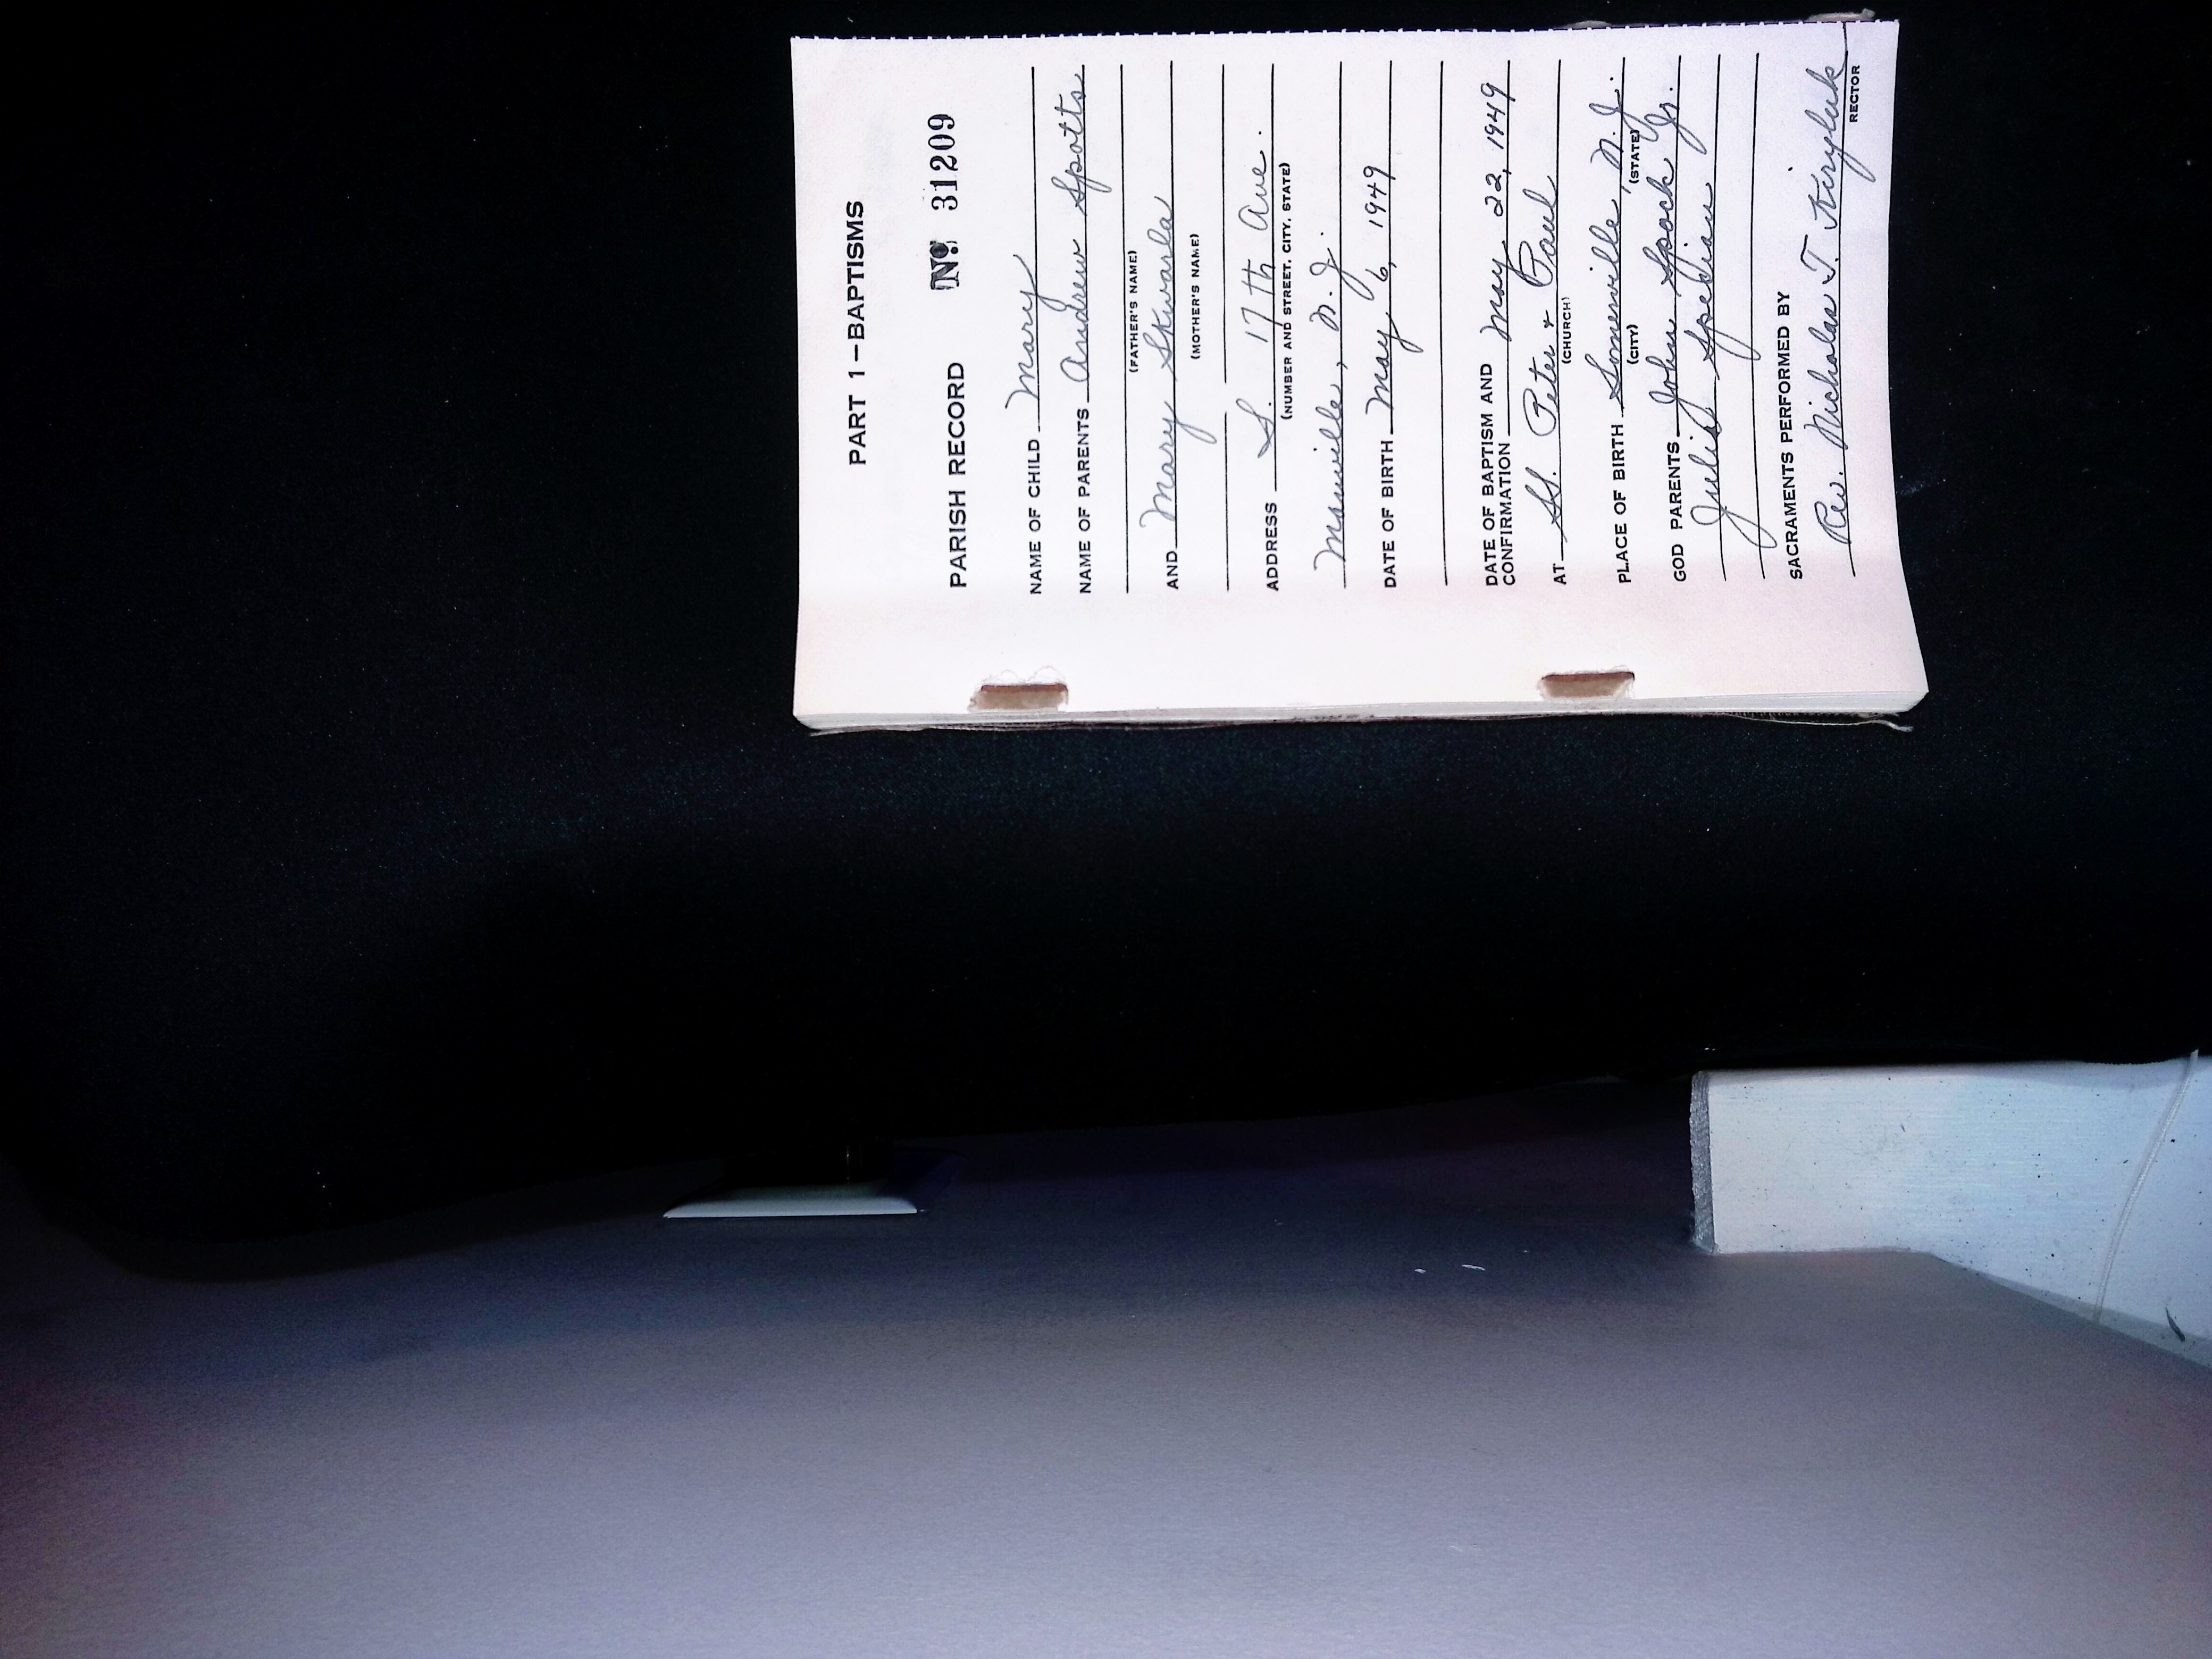 PART 1—BAPTISMS
PARISH RECORD No. 31209
NAME OF CHILD Mary
NAME OF PARENTS Andrew Spotts
(FATHER'S NAME)
AND Mary Skwarla
(MOTHER'S NAME)
ADDRESS S. 17th Ave.
(NUMBER AND STREET, CITY, STATE)
Manville, N.J.
DATE OF BIRTH May 6, 1949
DATE OF BAPTISM AND
CONFIRMATION May 22, 1949
AT SS. Peter + Paul
(CHURCH)
PLACE OF BIRTH Somerville, N.J.
(CITY) (STATE)
GOD PARENTS John Spock Jr.
Julia Specian
SACRAMENTS PERFORMED BY
Rev. Nicholas T. Kiryluk
RECTOR